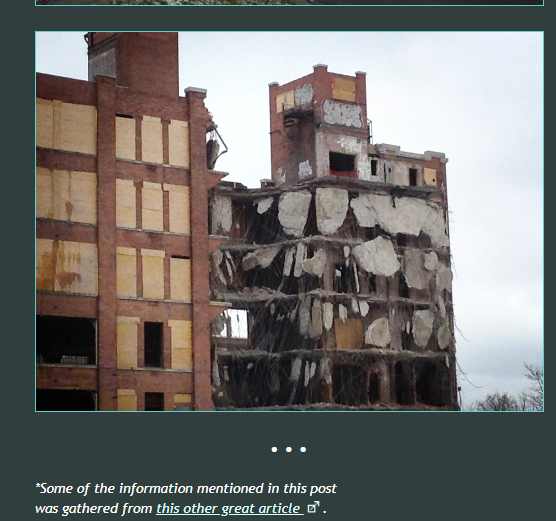 *Some of the information mentioned in this post
was gathered from this other great article .